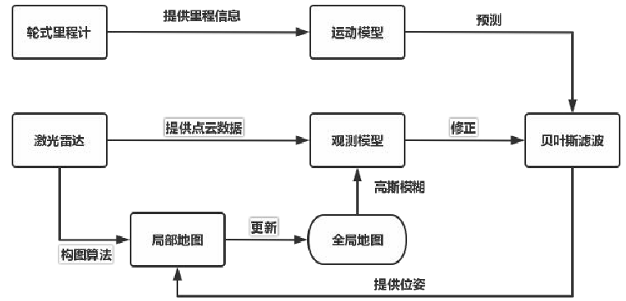 轮式里程计
提供里程信息
运动模型
预测
激光雷达
提供点云数据
观测模型
修正
贝叶斯滤波
高斯模糊
构图算法
局部地图
更新
全局地图
提供位姿